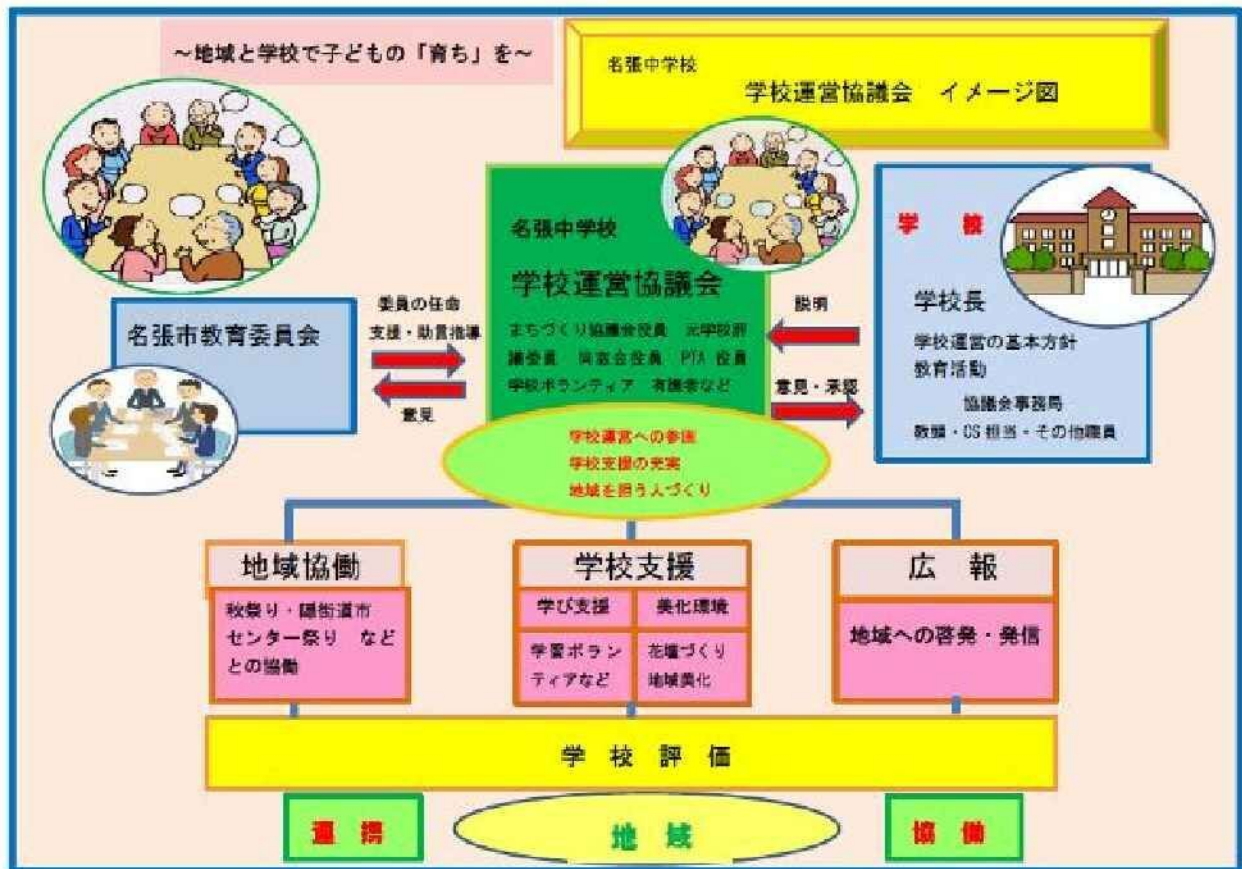 ～地域と学校で子どもの「育ち」を～
名張中学校
学校運営協議会　イメージ図
名張市教育委員会
委員の任命
支援・助言指導
意見
名張中学校
学校運営協議会
まちづくり協議会役員　元学校評
議委員　同窓会役員　PTA 役員
学校ボランティア　有識者など
説明
意見・承認
学　校
学校長
学校運営の基本方針
教育活動
協議会事務局
教頭・CS 担当・その他職員
学校運営への参画
学校支援の充実
地域を担う人づくり
地域協働
秋祭り・隠街道市
センター祭り　など
との協働
学校支援
学び支援
美化環境
学習ボラン
ティアなど
花壇づくり
地域美化
広　報
地域への啓発・発信
学　校　評　価
連　携
地　域
協　働